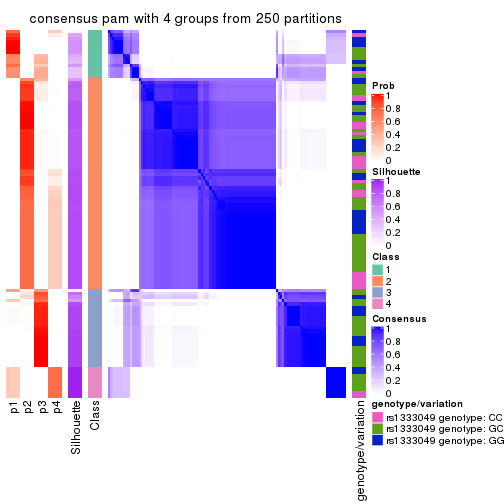 consensus pam with 4 groups from 250 partitions
Prob
1
0.8
0.6
0.4
0.2
0
Silhouette
1
0.8
0.6
0.4
0.2
0
Class
1
2
3
4
Consensus
1
0.8
0.6
0.4
0.2
0
genotype/variation
rs1333049 genotype: CC
rs1333049 genotype: GC
rs1333049 genotype: GG
p1
p2
p3
p4
Silhouette
Class
genotype/variation